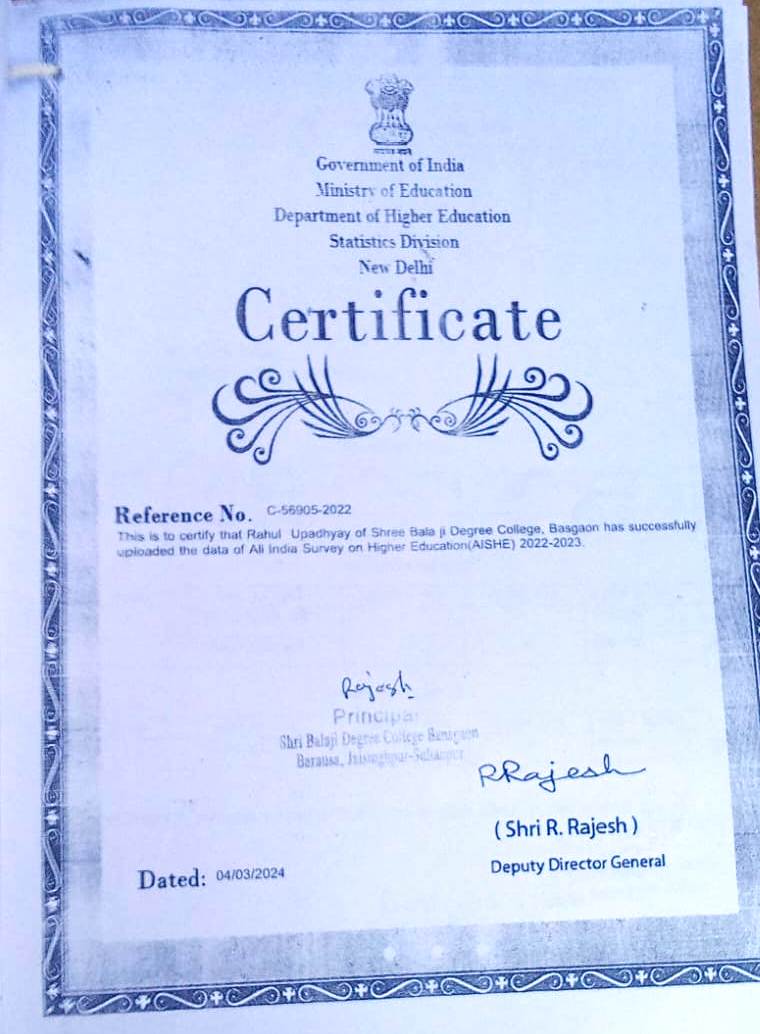 Government of India
Ministry of Education
Department of Higher Education
Statistics Division
New Delhi
Certificate
Reference No. C-56905-2022
This is to certify that Rahul Upadhyay of Shree Bala ji Degree College, Basgaon has successfully
uploaded the data of All India Survey on Higher Education(AISHE) 2022-2023.
Rajesh
Principal
Shri Balaji Degree College
RRajesh
( Shri R. Rajesh )
Deputy Director General
Dated: 04/03/2024